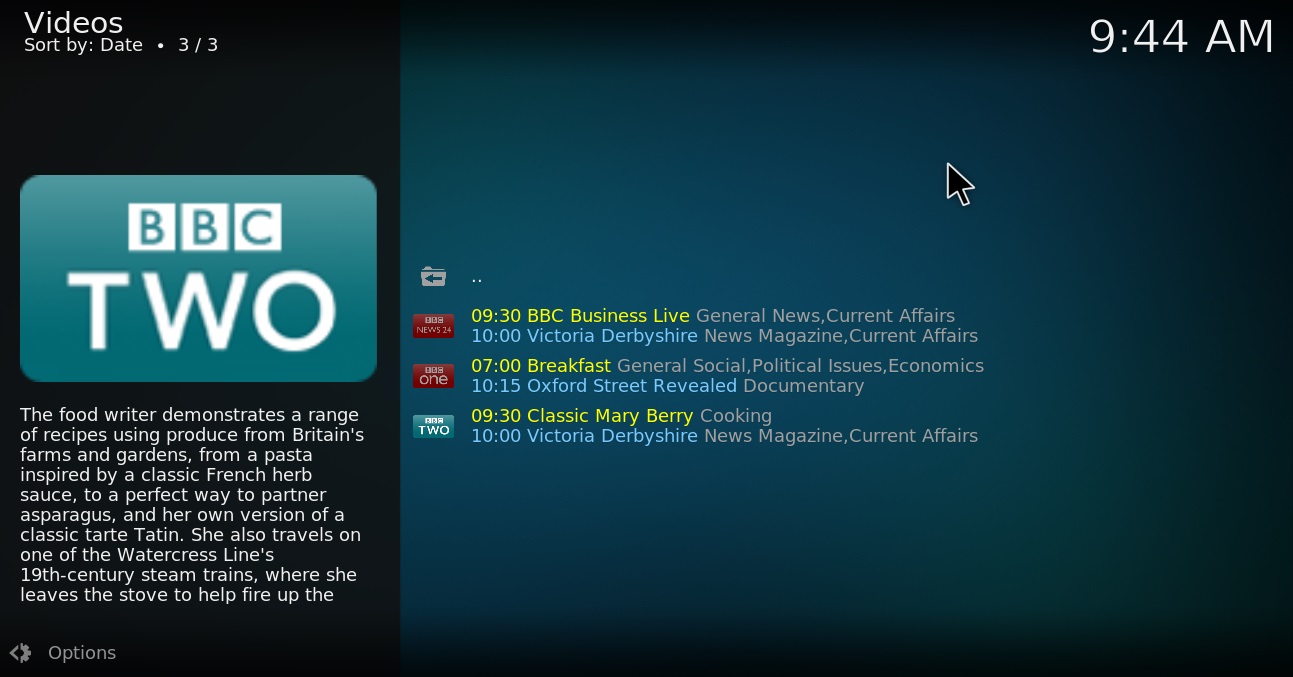 Videos
Sort by: Date • 3 / 3
9:44 AM
BBC
TWO
The food writer demonstrates a range
of recipes using produce from Britain's
farms and gardens, from a pasta
inspired by a classic French herb
sauce, to a perfect way to partner
asparagus, and her own version of a
classic tarte Tatin. She also travels on
one of the Watercress Line's
19th-century steam trains, where she
leaves the stove to help fire up the
Options
..
BBC
NEWS 24
09:30 BBC Business Live General News,Current Affairs
10:00 Victoria Derbyshire News Magazine,Current Affairs
BBC
one
07:00 Breakfast General Social,Political Issues,Economics
10:15 Oxford Street Revealed Documentary
BBC
TWO
09:30 Classic Mary Berry Cooking
10:00 Victoria Derbyshire News Magazine,Current Affairs